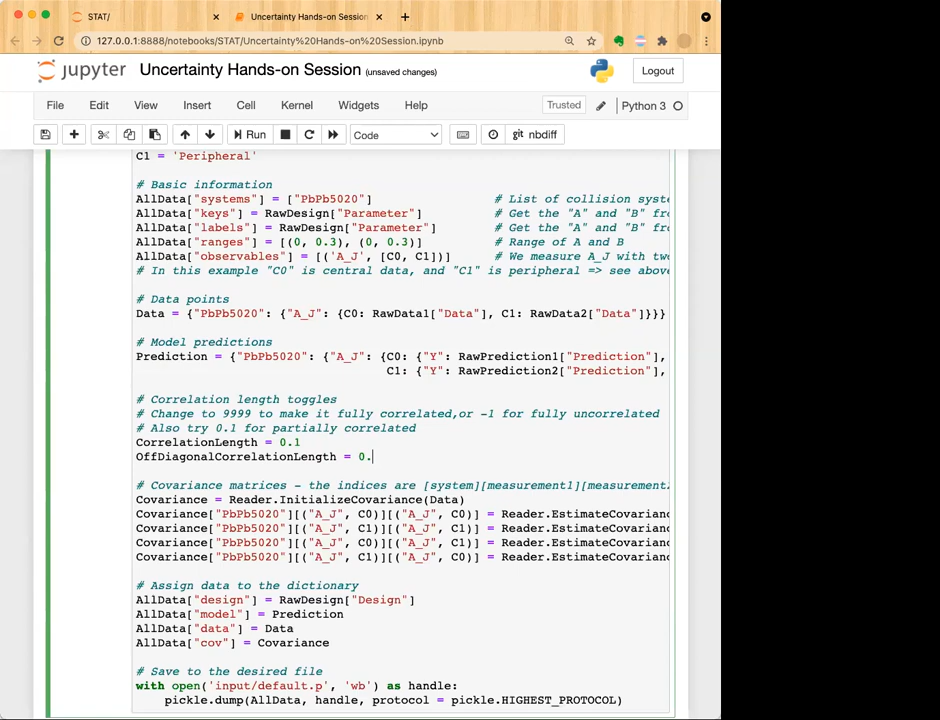 STAT/
Uncertainty Hands-on Session
127.0.0.1:8888/notebooks/STAT/Uncertainty%20Hands-on%20Session.ipynb
jupyter Uncertainty Hands-on Session (unsaved changes)
Logout
File Edit View Insert Cell Kernel Widgets Help
Trusted
Python 3
Run
Code
git nbdiff
C1 = 'Peripheral'
# Basic information
AllData["systems"] = ["PbPb5020"] # List of collision syste
AllData["keys"] = RawDesign["Parameter"] # Get the "A" and "B" fro
AllData["labels"] = RawDesign["Parameter"] # Get the "A" and "B" fro
AllData["ranges"] = [(0, 0.3), (0, 0.3)] # Range of A and B
AllData["observables"] = [('A_J', [C0, C1])] # We measure A_J with two
# In this example "C0" is central data, and "C1" is peripheral => see above
# Data points
Data = {"PbPb5020": {"A_J": {C0: RawData1["Data"], C1: RawData2["Data"]}}}
# Model predictions
Prediction = {"PbPb5020": {"A_J": {C0: {"Y": RawPrediction1["Prediction"],
C1: {"Y": RawPrediction2["Prediction"],
# Correlation length toggles
# Change to 9999 to make it fully correlated,or -1 for fully uncorrelated
# Also try 0.1 for partially correlated
CorrelationLength = 0.1
OffDiagonalCorrelationLength = 0.
# Covariance matrices - the indices are [system][measurement1][measurement2
Covariance = Reader.InitializeCovariance(Data)
Covariance["PbPb5020"][("A_J", C0)][("A_J", C0)] = Reader.EstimateCovarianc
Covariance["PbPb5020"][("A_J", C1)][("A_J", C1)] = Reader.EstimateCovarianc
Covariance["PbPb5020"][("A_J", C0)][("A_J", C1)] = Reader.EstimateCovarianc
Covariance["PbPb5020"][("A_J", C1)][("A_J", C0)] = Reader.EstimateCovarianc
# Assign data to the dictionary
AllData["design"] = RawDesign["Design"]
AllData["model"] = Prediction
AllData["data"] = Data
AllData["cov"] = Covariance
# Save to the desired file
with open('input/default.p', 'wb') as handle:
pickle.dump(AllData, handle, protocol = pickle.HIGHEST_PROTOCOL)